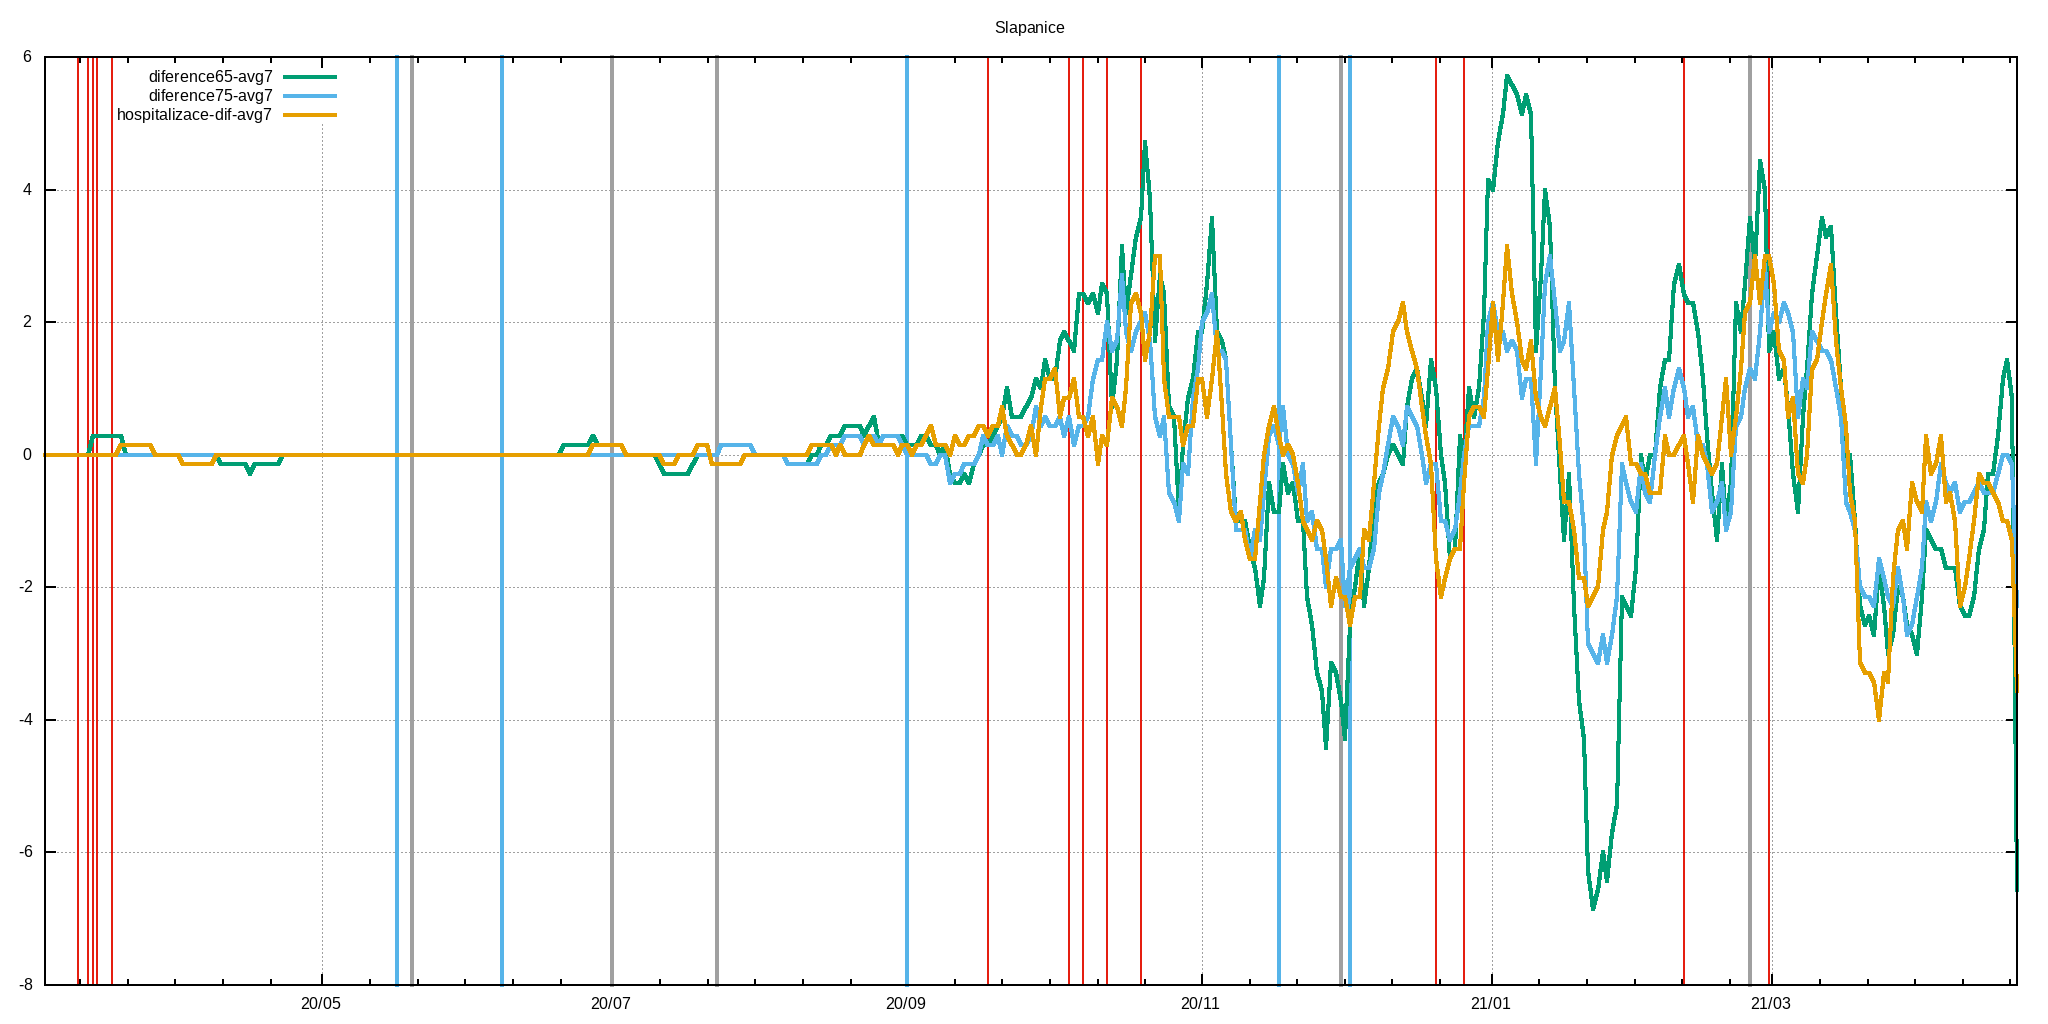 Slapanice
6
diference65-avg7
diference75-avg7
hospitalizace-dif-avg7
4
2
0
-2
-4
-6
-8
20/05 20/07 20/09 20/11 21/01 21/03